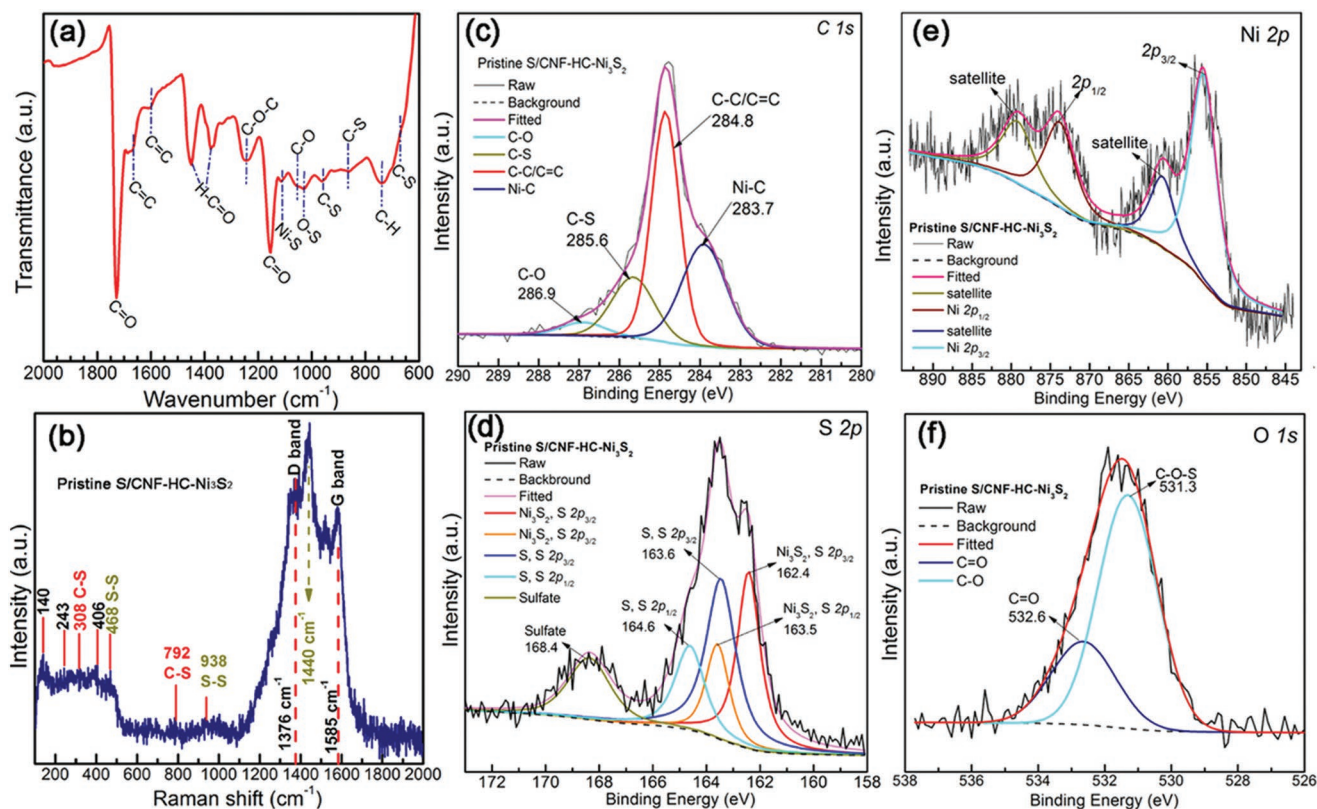 (a)
Transmittance (a.u.)
C=O
C=C
C=C
H-C=O
C-O-C
C=O
Ni-S
C-O
O-S
C-S
C-S
C-H
C-S
2000 1800 1600 1400 1200 1000 800 600
Wavenumber (cm⁻¹)
(b)
Pristine S/CNF-HC-Ni₃S₂
Intensity (a.u.)
140
243
308 C-S
406
468 S-S
792
C-S
938
S-S
D band
G band
1376 cm⁻¹
1440 cm⁻¹
1585 cm⁻¹
200 400 600 800 1000 1200 1400 1600 1800 2000
Raman shift (cm⁻¹)
(c)
C 1s
Pristine S/CNF-HC-Ni₃S₂
Raw
Background
Fitted
C-O
C-S
C-C/C=C
Ni-C
C-C/C=C
284.8
Ni-C
283.7
C-S
285.6
C-O
286.9
Intensity (a.u.)
290 289 288 287 286 285 284 283 282 281 280
Binding Energy (eV)
(d)
S 2p
Pristine S/CNF-HC-Ni₃S₂
Raw
Backbround
Fitted
Ni₃S₂, S 2p₃/₂
Ni₃S₂, S 2p₃/₂
S, S 2p₃/₂
S, S 2p₁/₂
Sulfate
S, S 2p₃/₂
163.6
Ni₃S₂, S 2p₃/₂
162.4
S, S 2p₁/₂
164.6
Ni₃S₂, S 2p₁/₂
163.5
Sulfate
168.4
Intensity (a.u.)
172 170 168 166 164 162 160 158
Binding Energy (eV)
(e)
Ni 2p
satellite
2p₁/₂
2p₃/₂
satellite
Pristine S/CNF-HC-Ni₃S₂
Raw
Background
Fitted
satellite
Ni 2p₁/₂
satellite
Ni 2p₃/₂
Intensity (a.u.)
890 885 880 875 870 865 860 855 850 845
Binding Energy (eV)
(f)
O 1s
Pristine S/CNF-HC-Ni₃S₂
Raw
Background
Fitted
C=O
C-O
C-O-S
531.3
C=O
532.6
Intensity (a.u.)
538 536 534 532 530 528 526
Binding Energy (eV)